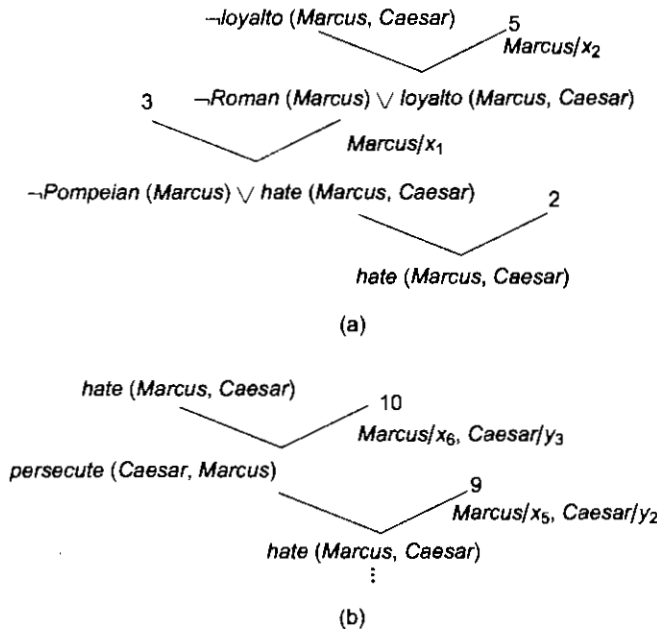 ¬loyalto (Marcus, Caesar)
5
Marcus/x₂
3
¬Roman (Marcus) ∨ loyalto (Marcus, Caesar)
Marcus/x₁
¬Pompeian (Marcus) ∨ hate (Marcus, Caesar)
2
hate (Marcus, Caesar)
(a)
hate (Marcus, Caesar)
10
Marcus/x₆, Caesar/y₃
persecute (Caesar, Marcus)
9
Marcus/x₅, Caesar/y₂
hate (Marcus, Caesar)
⋮
(b)